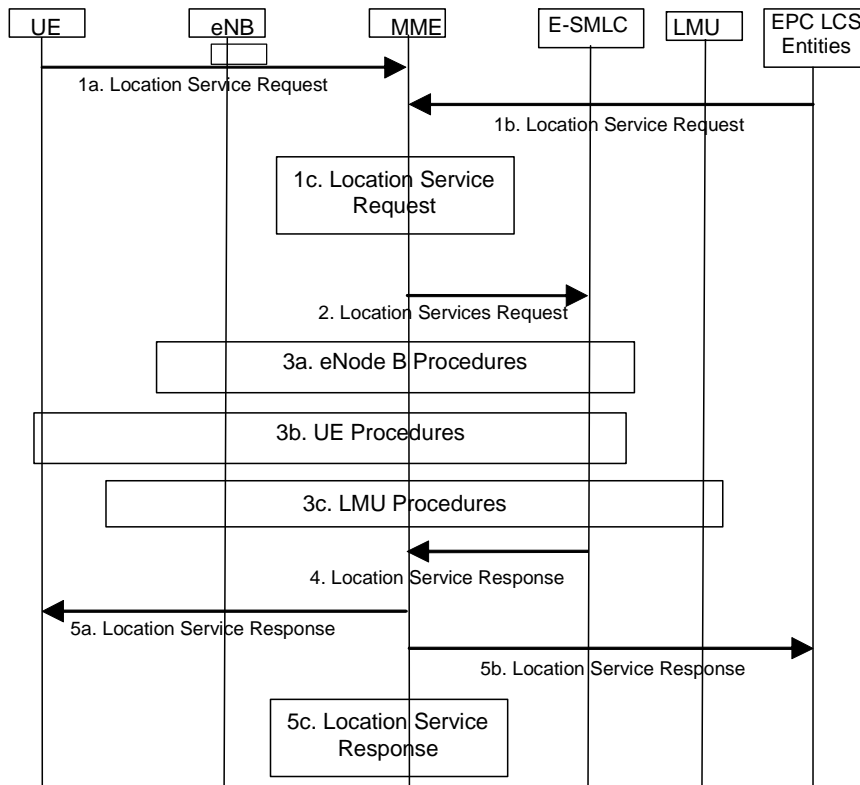 UE
eNB
MME
E-SMLC
LMU
EPC LCS
Entities
1a. Location Service Request
1b. Location Service Request
1c. Location Service
Request
2. Location Services Request
3a. eNode B Procedures
3b. UE Procedures
3c. LMU Procedures
4. Location Service Response
5a. Location Service Response
5b. Location Service Response
5c. Location Service
Response